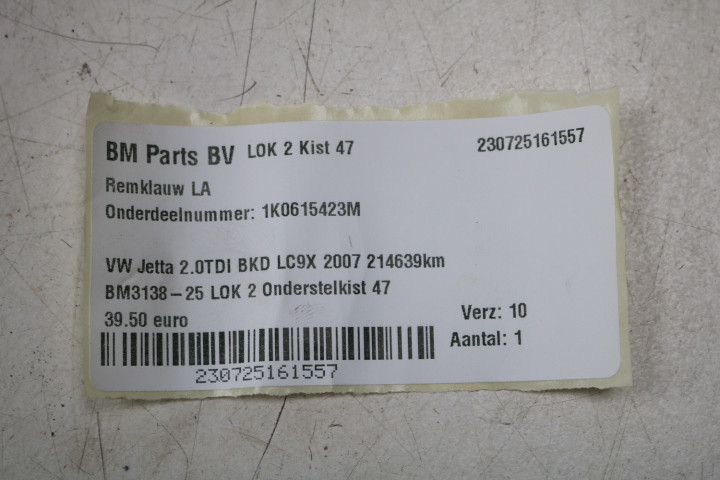 BM Parts BV LOK 2 Kist 47 230725161557
Remklauw LA
Onderdeelnummer: 1K0615423M
VW Jetta 2.0TDI BKD LC9X 2007 214639km
BM3138-25 LOK 2 Onderstelkist 47
39.50 euro Verz: 10
Aantal: 1
230725161557